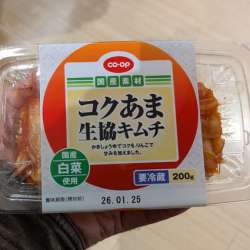 co-op
国産素材
コクあま
生協キムチ
やきしょうゆでコクを、りんごで
甘みを加えました。
国産
白菜
使用
要冷蔵
200g
賞味期限(開封前)
26.01.25